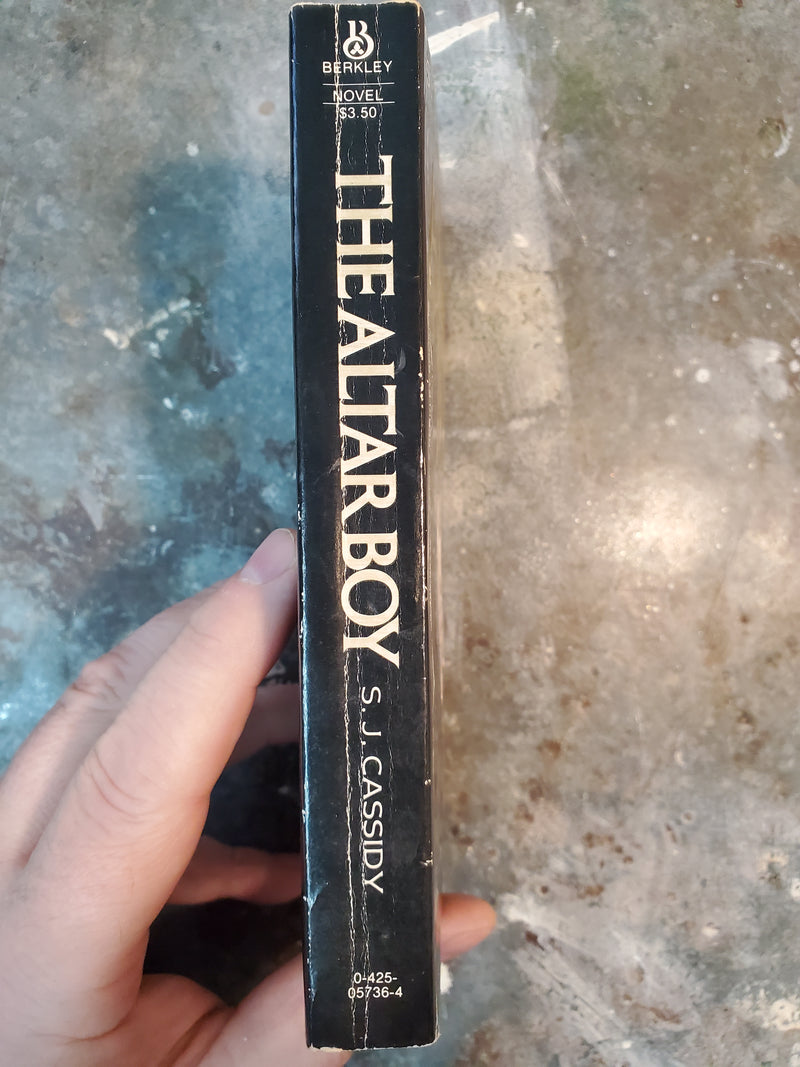 B
BERKLEY
NOVEL
$3.50
THE ALTAR BOY
S. J. CASSIDY
0-425-
05736-4